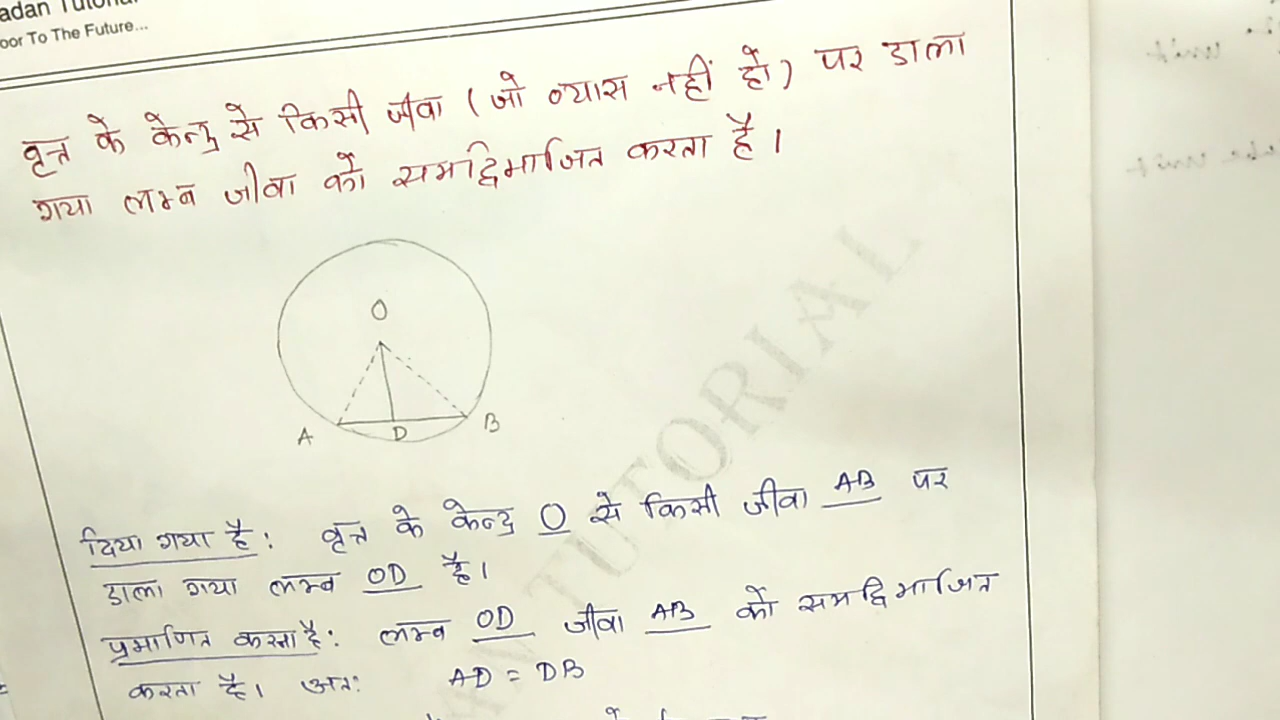 adan Tutorial
oor To The Future...
वृत्त के केन्द्र से किसी जीवा (जो व्यास नहीं हो) पर डाला
गया लम्ब जीवा को समद्विभाजित करता है।
O
A
D
B
दिया गया है: वृत्त के केन्द्र O से किसी जीवा AB पर
डाला गया लम्ब OD है।
प्रमाणित करना है: लम्ब OD जीवा AB को समद्विभाजित
करता है। अतः AD = DB
TUTORIAL